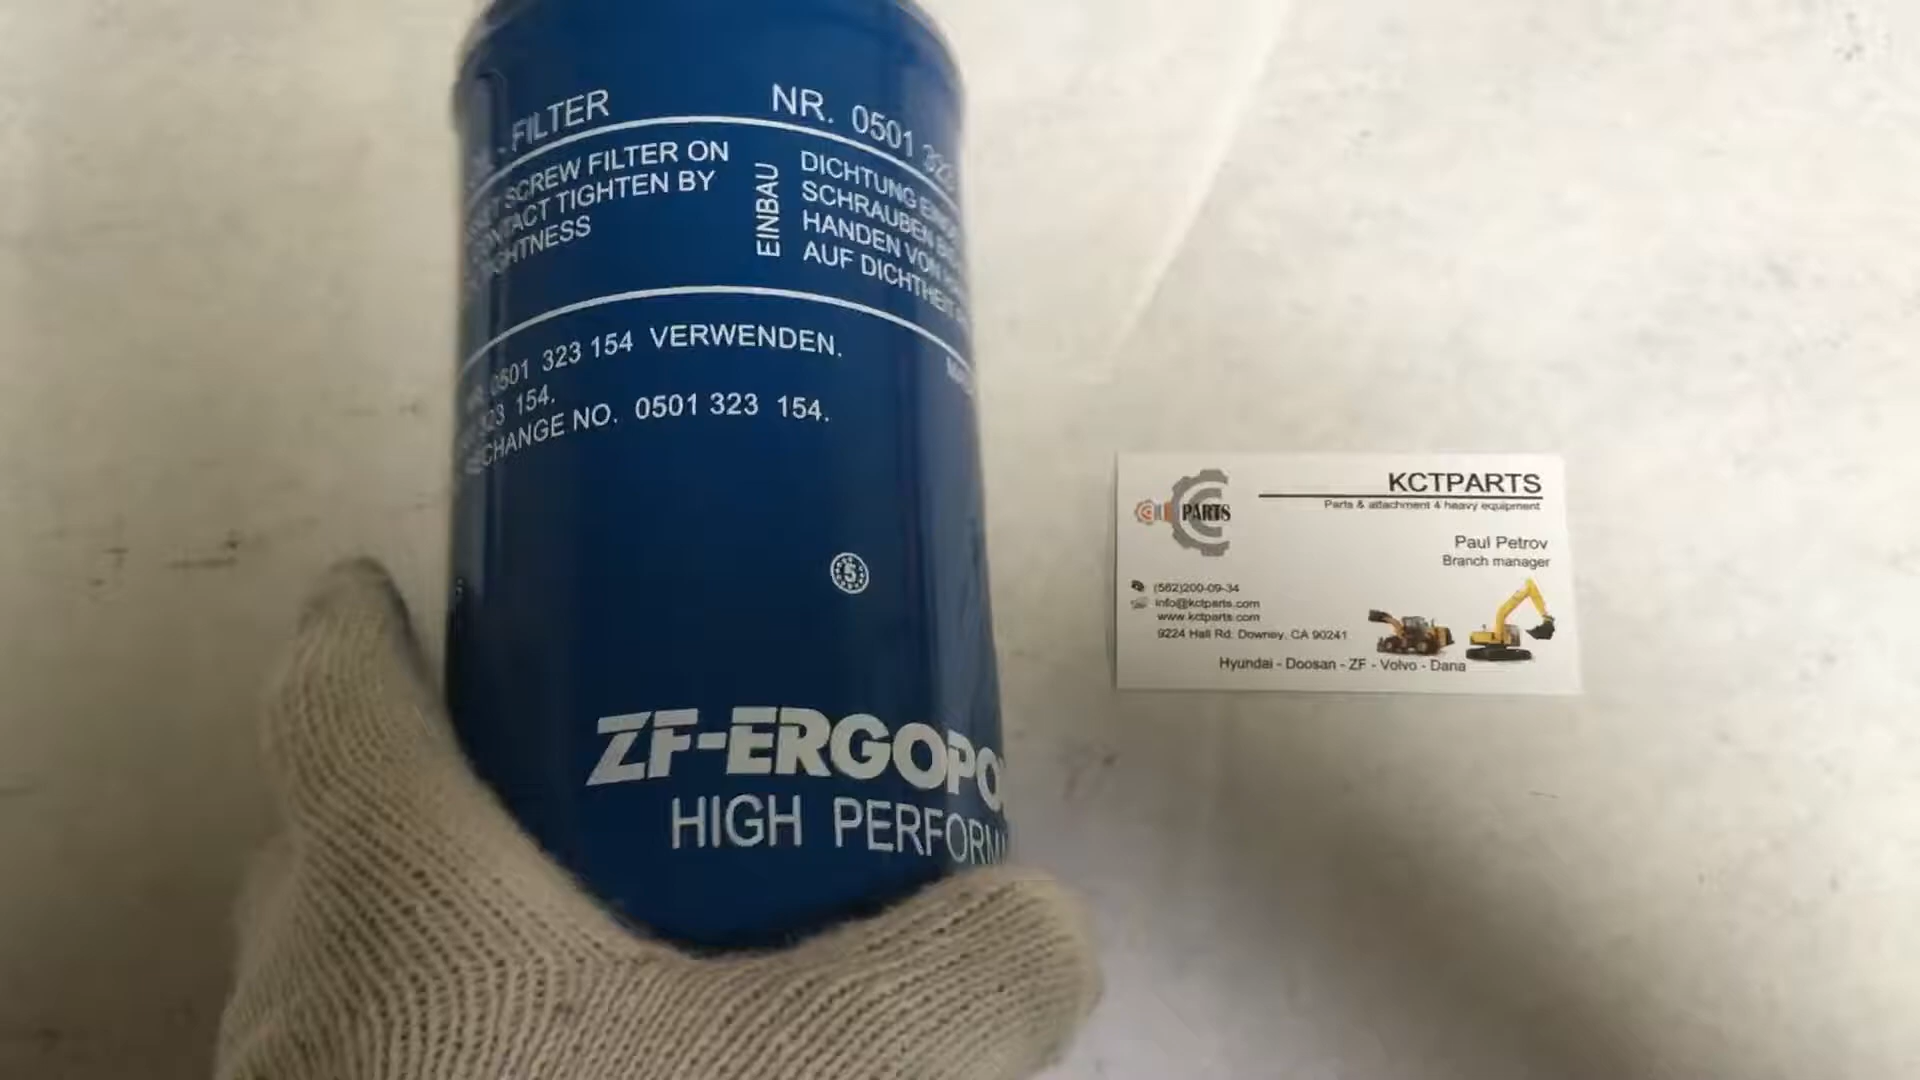 - FILTER
NR. 0501 323
SCREW FILTER ON
CONTACT TIGHTEN BY
TIGHTNESS
EINBAU
DICHTUNG
SCHRAUBEN
HANDEN VON
AUF DICHTHEIT
NR. 0501 323 154 VERWENDEN.
323 154.
CHANGE NO. 0501 323 154.
5
ZF-ERGOPO
HIGH PERFORM
KCTPARTS
Parts & attachment 4 heavy equipment
PARTS
Paul Petrov
Branch manager
(562)200-09-34
info@kctparts.com
www.kctparts.com
9224 Hall Rd. Downey, CA 90241
Hyundai - Doosan - ZF - Volvo - Dana